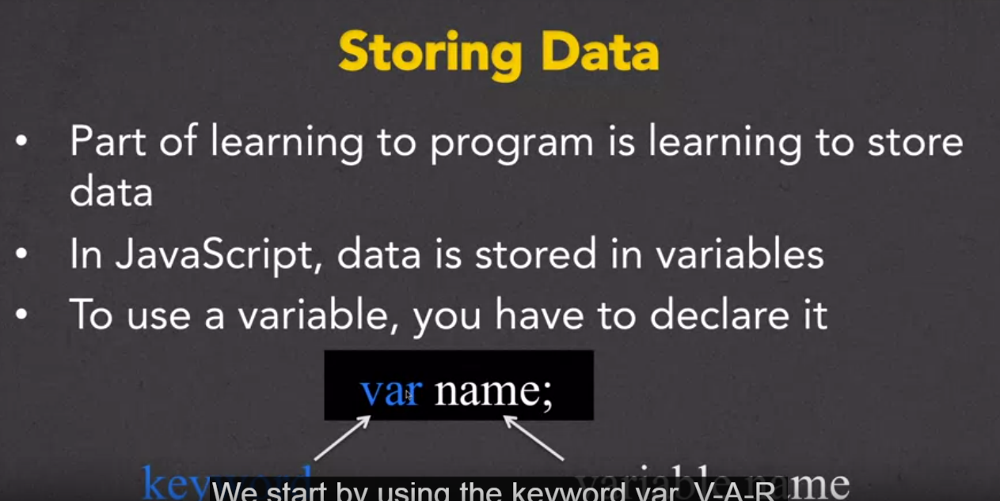 Storing Data
• Part of learning to program is learning to store
data
• In JavaScript, data is stored in variables
• To use a variable, you have to declare it
var name;
keyword variable name
We start by using the keyword var V-A-R